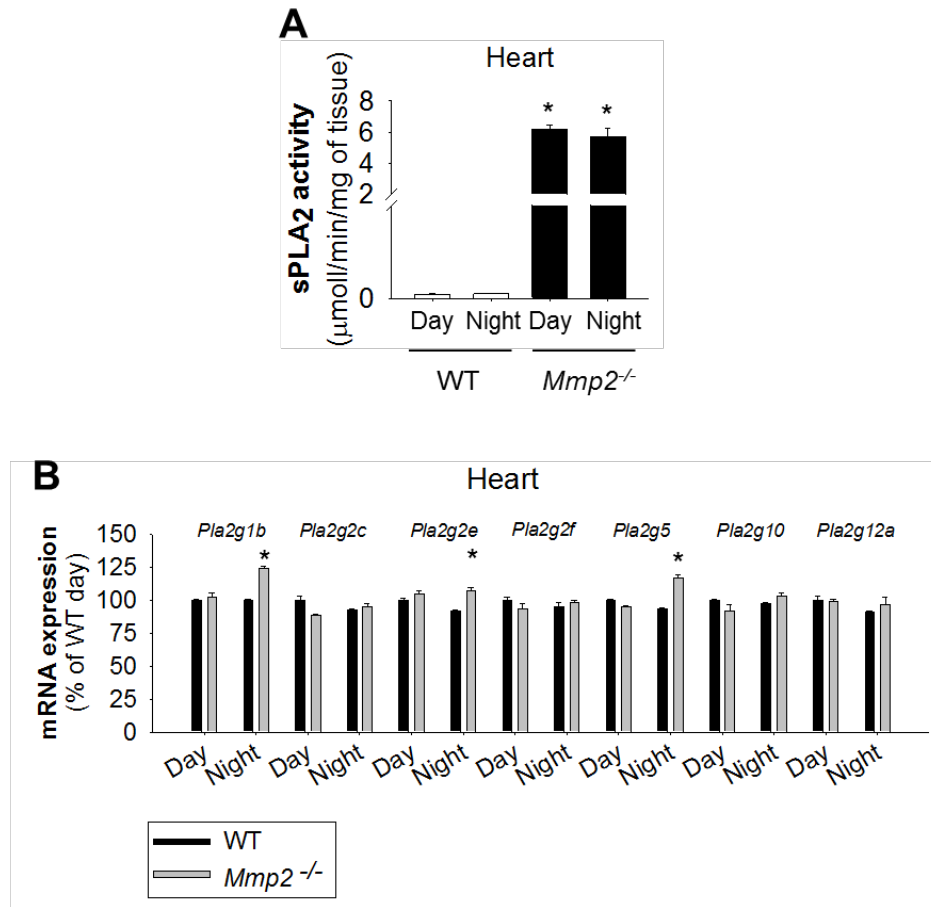 A
Heart
sPLA2 activity
(μmoll/min/mg of tissue)
8
6
4
2
0
* *
Day Night Day Night
WT Mmp2-/-
B
Heart
mRNA expression
(% of WT day)
150
125
100
75
50
25
0
Pla2g1b Pla2g2c Pla2g2e Pla2g2f Pla2g5 Pla2g10 Pla2g12a
* * *
Day Night Day Night Day Night Day Night Day Night Day Night Day Night
WT
Mmp2 -/-